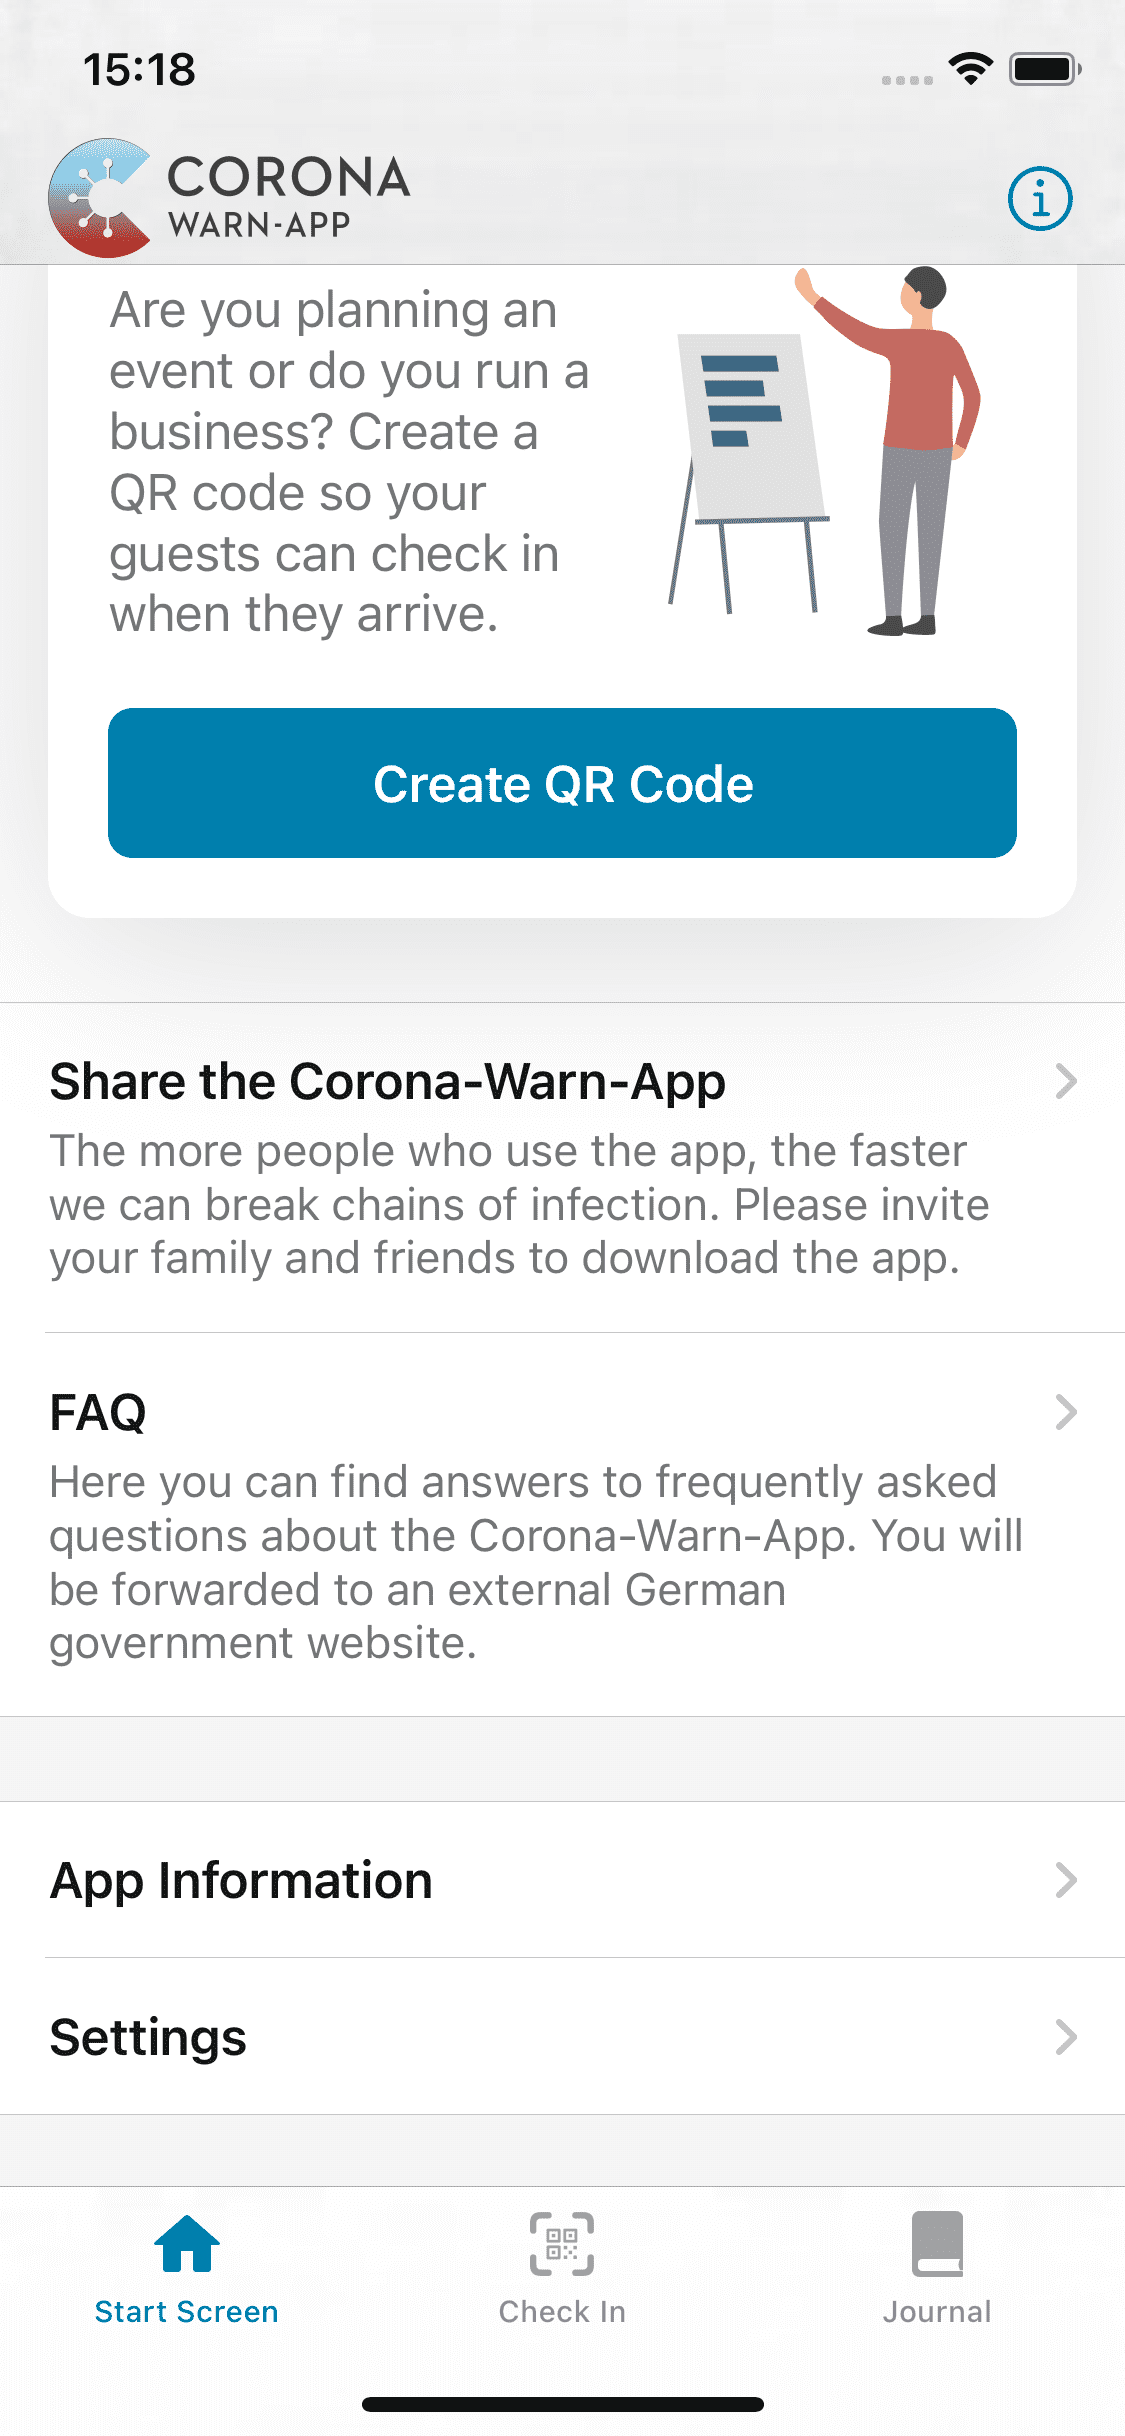 15:18
CORONA
WARN-APP
Are you planning an
event or do you run a
business? Create a
QR code so your
guests can check in
when they arrive.
Create QR Code
Share the Corona-Warn-App
The more people who use the app, the faster
we can break chains of infection. Please invite
your family and friends to download the app.
FAQ
Here you can find answers to frequently asked
questions about the Corona-Warn-App. You will
be forwarded to an external German
government website.
App Information
Settings
Start Screen
Check In
Journal